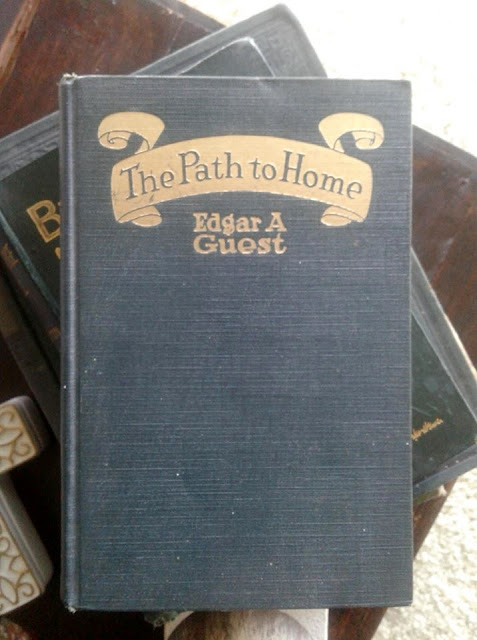 The Path to Home
Edgar A
Guest